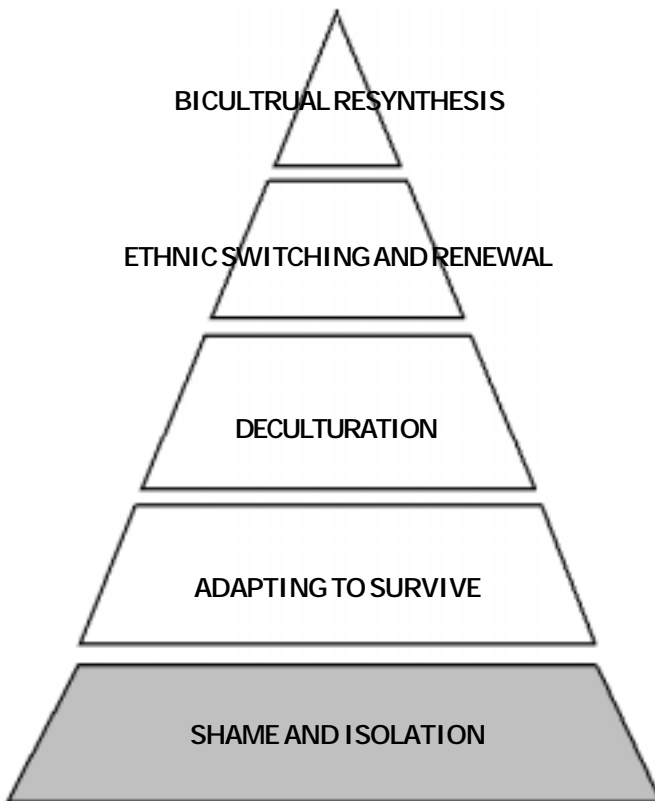 BICULTRUAL RESYNTHESIS
ETHNIC SWITCHING AND RENEWAL
DECULTURATION
ADAPTING TO SURVIVE
SHAME AND ISOLATION